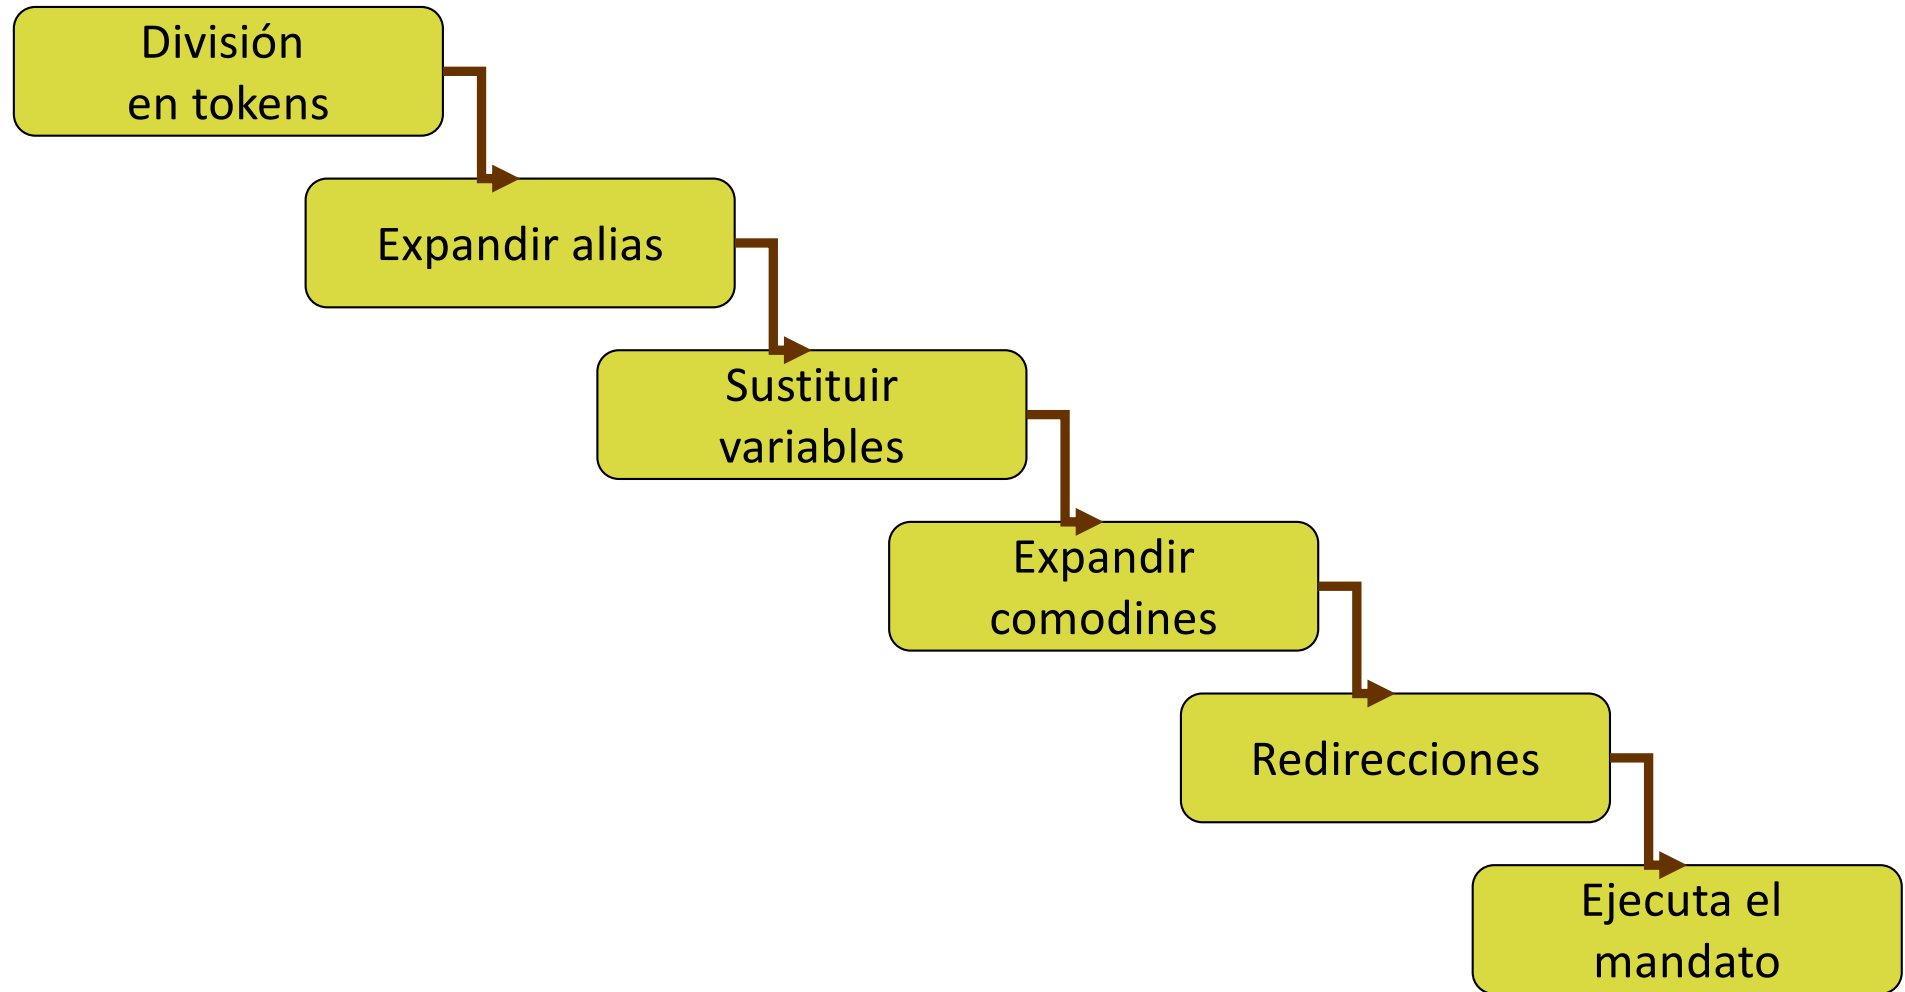 División
en tokens
Expandir alias
Sustituir
variables
Expandir
comodines
Redirecciones
Ejecuta el
mandato